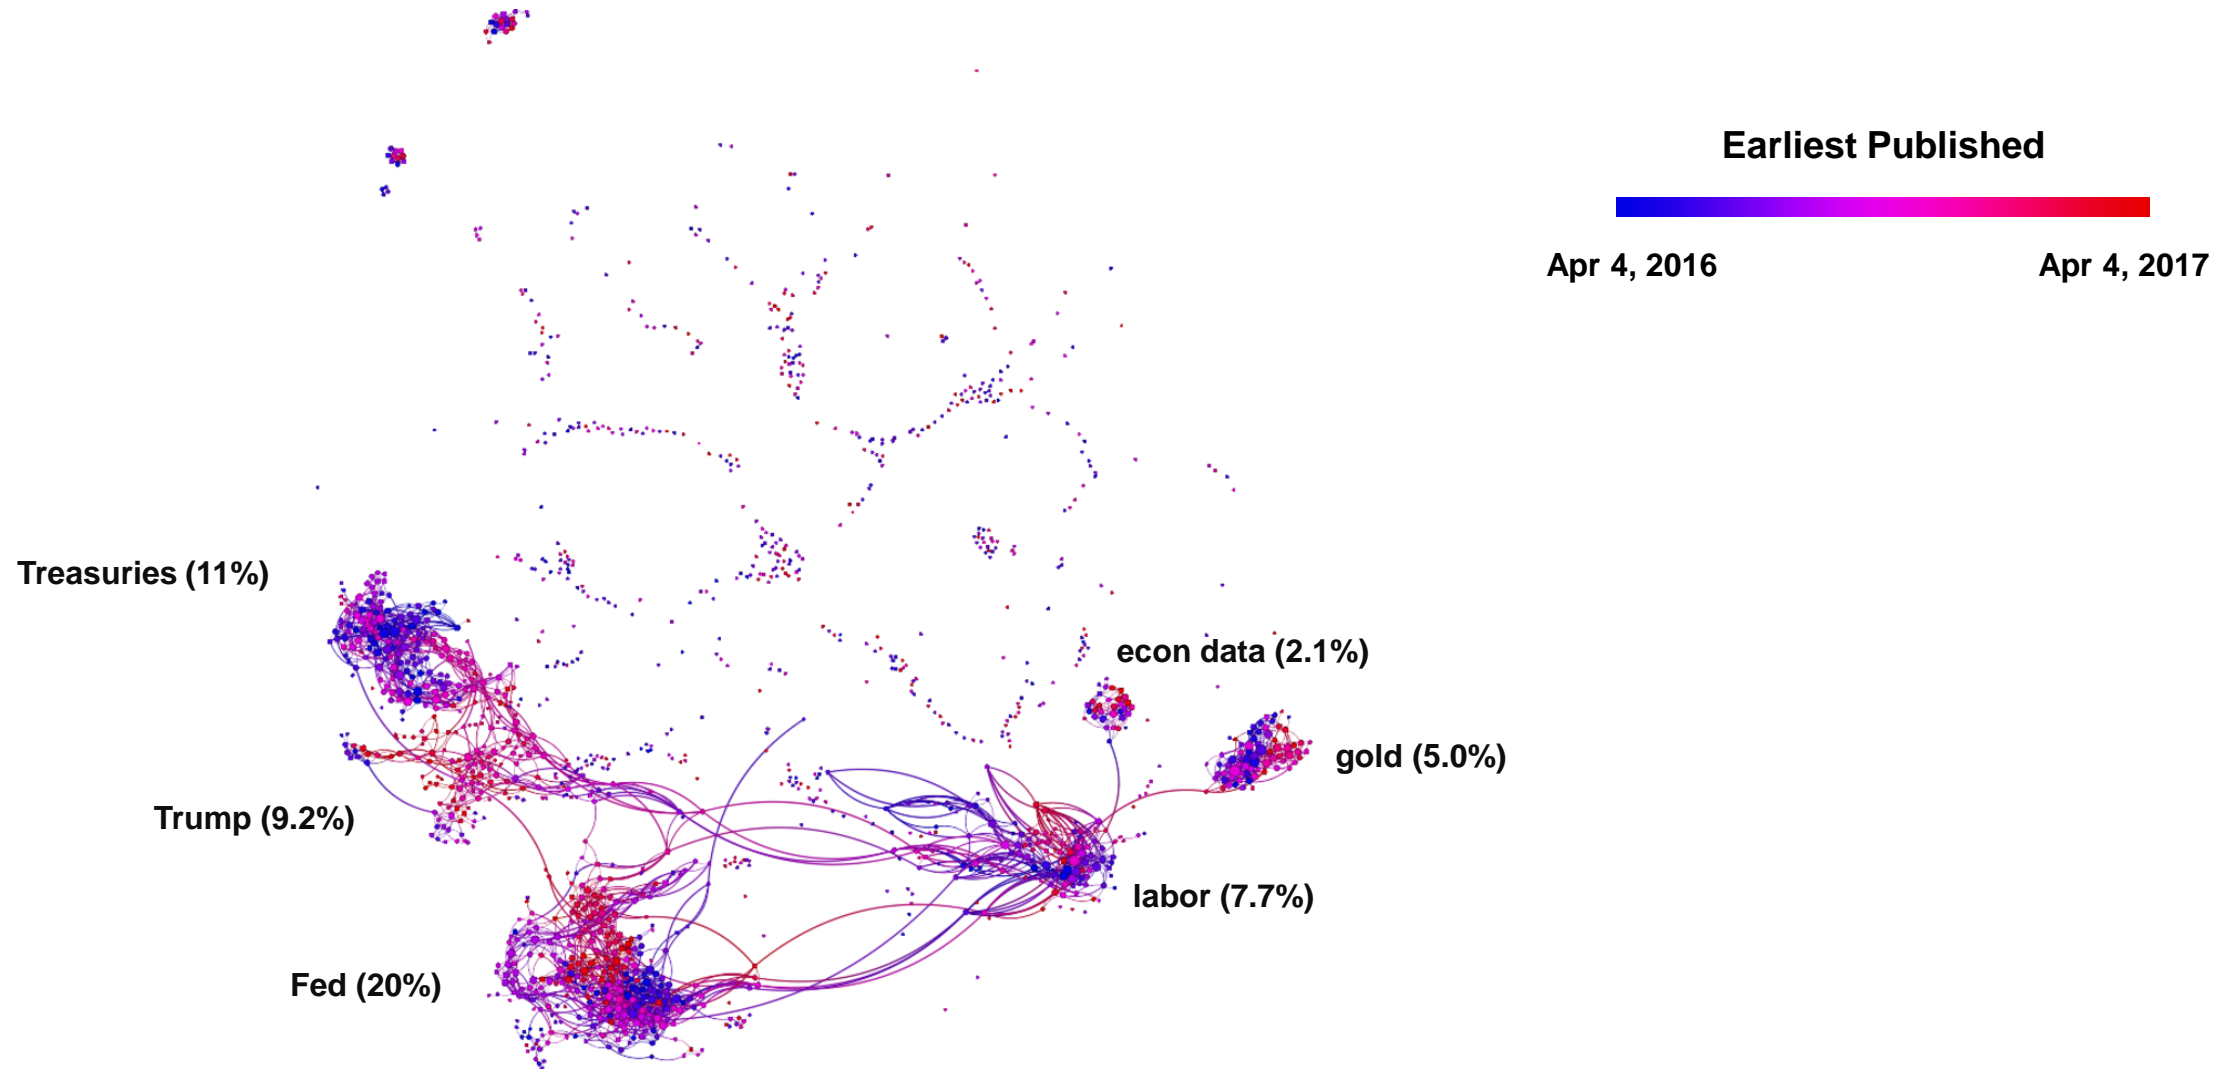 Earliest Published
Apr 4, 2016
Apr 4, 2017
Treasuries (11%)
econ data (2.1%)
gold (5.0%)
Trump (9.2%)
labor (7.7%)
Fed (20%)